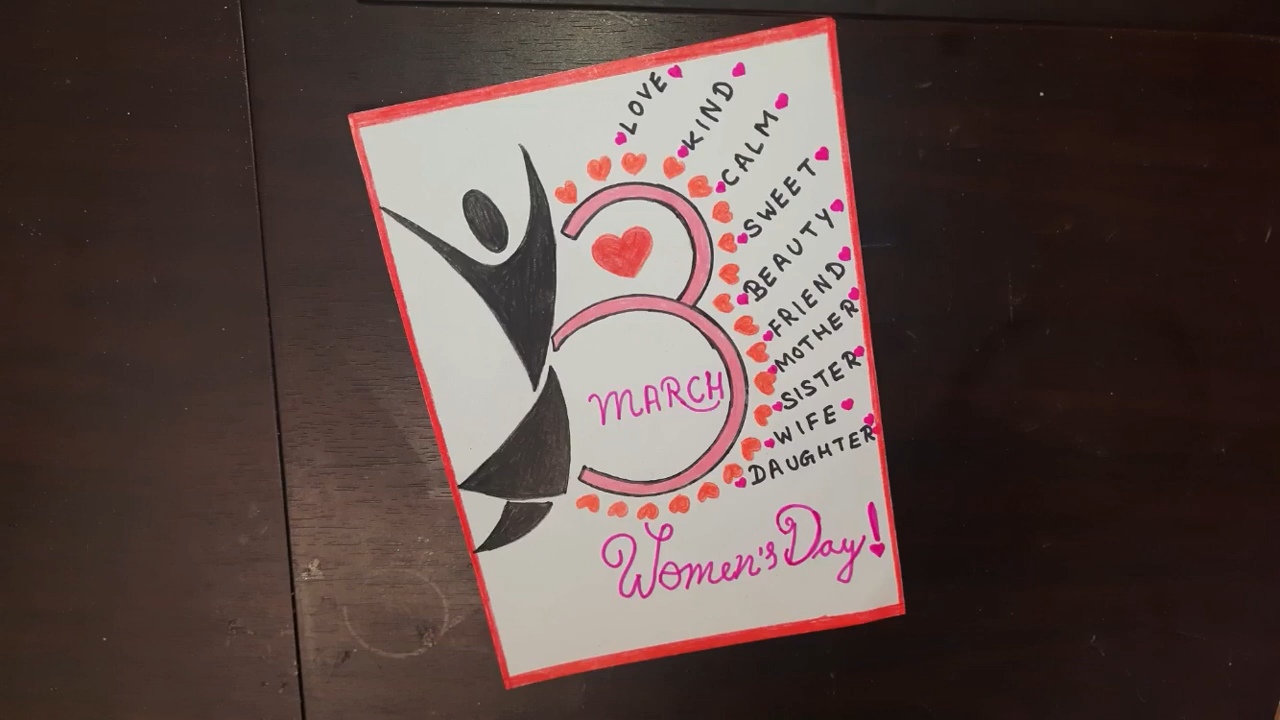 LOVE
KIND
CALM
SWEET
BEAUTY
FRIEND
MOTHER
SISTER
WIFE
DAUGHTER
3
MARCH
Women's Day!